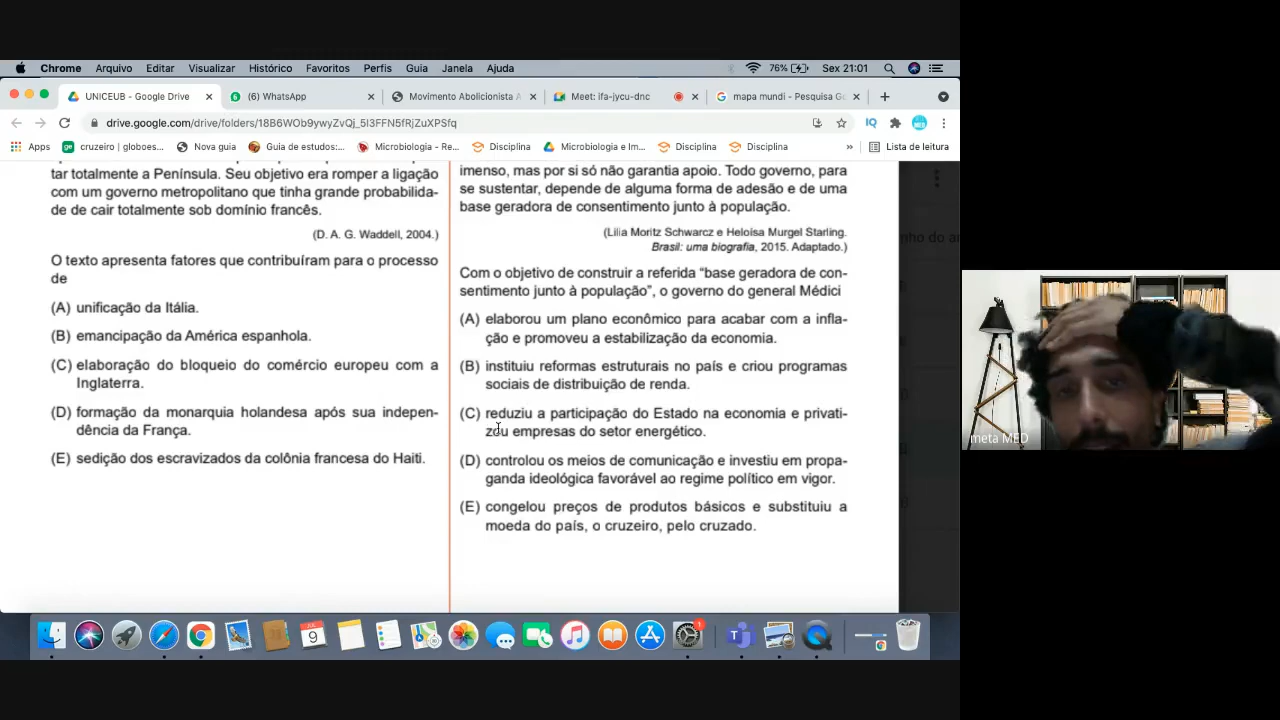 Chrome Arquivo Editar Visualizar Histórico Favoritos Perfis Guia Janela Ajuda 76% Sex 21:01
UNICEUB - Google Drive (6) WhatsApp Movimento Abolicionista A Meet: ifa-jycu-dnc mapa mundi - Pesquisa Go
drive.google.com/drive/folders/18B6WOb9ywyZvQj_5I3FFN5fRjZuXPSfq
Apps cruzeiro | globoes... Nova guia Guia de estudos:... Microbiologia - Re... Disciplina Microbiologia e Im... Disciplina Disciplina » Lista de leitura
tar totalmente a Península. Seu objetivo era romper a ligação
com um governo metropolitano que tinha grande probabilida-
de de cair totalmente sob domínio francês.
(D. A. G. Waddell, 2004.)
O texto apresenta fatores que contribuíram para o processo
de
(A) unificação da Itália.
(B) emancipação da América espanhola.
(C) elaboração do bloqueio do comércio europeu com a
Inglaterra.
(D) formação da monarquia holandesa após sua indepen-
dência da França.
(E) sedição dos escravizados da colônia francesa do Haiti.
imenso, mas por si só não garantia apoio. Todo governo, para
se sustentar, depende de alguma forma de adesão e de uma
base geradora de consentimento junto à população.
(Lilia Moritz Schwarcz e Heloísa Murgel Starling.
Brasil: uma biografia, 2015. Adaptado.)
Com o objetivo de construir a referida “base geradora de con-
sentimento junto à população”, o governo do general Médici
(A) elaborou um plano econômico para acabar com a infla-
ção e promoveu a estabilização da economia.
(B) instituiu reformas estruturais no país e criou programas
sociais de distribuição de renda.
(C) reduziu a participação do Estado na economia e privati-
zou empresas do setor energético.
(D) controlou os meios de comunicação e investiu em propa-
ganda ideológica favorável ao regime político em vigor.
(E) congelou preços de produtos básicos e substituiu a
moeda do país, o cruzeiro, pelo cruzado.
nho do ar
meta MED
9
1